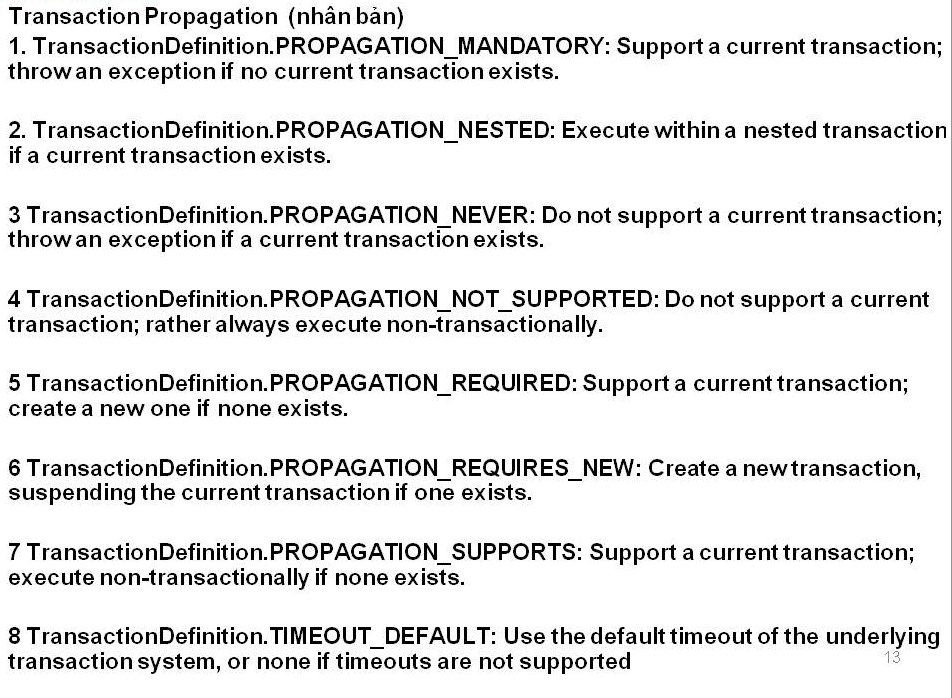 Transaction Propagation (nhân bản)
1. TransactionDefinition.PROPAGATION_MANDATORY: Support a current transaction;
throw an exception if no current transaction exists.
2. TransactionDefinition.PROPAGATION_NESTED: Execute within a nested transaction
if a current transaction exists.
3 TransactionDefinition.PROPAGATION_NEVER: Do not support a current transaction;
throw an exception if a current transaction exists.
4 TransactionDefinition.PROPAGATION_NOT_SUPPORTED: Do not support a current
transaction; rather always execute non-transactionally.
5 TransactionDefinition.PROPAGATION_REQUIRED: Support a current transaction;
create a new one if none exists.
6 TransactionDefinition.PROPAGATION_REQUIRES_NEW: Create a new transaction,
suspending the current transaction if one exists.
7 TransactionDefinition.PROPAGATION_SUPPORTS: Support a current transaction;
execute non-transactionally if none exists.
8 TransactionDefinition.TIMEOUT_DEFAULT: Use the default timeout of the underlying
transaction system, or none if timeouts are not supported
13